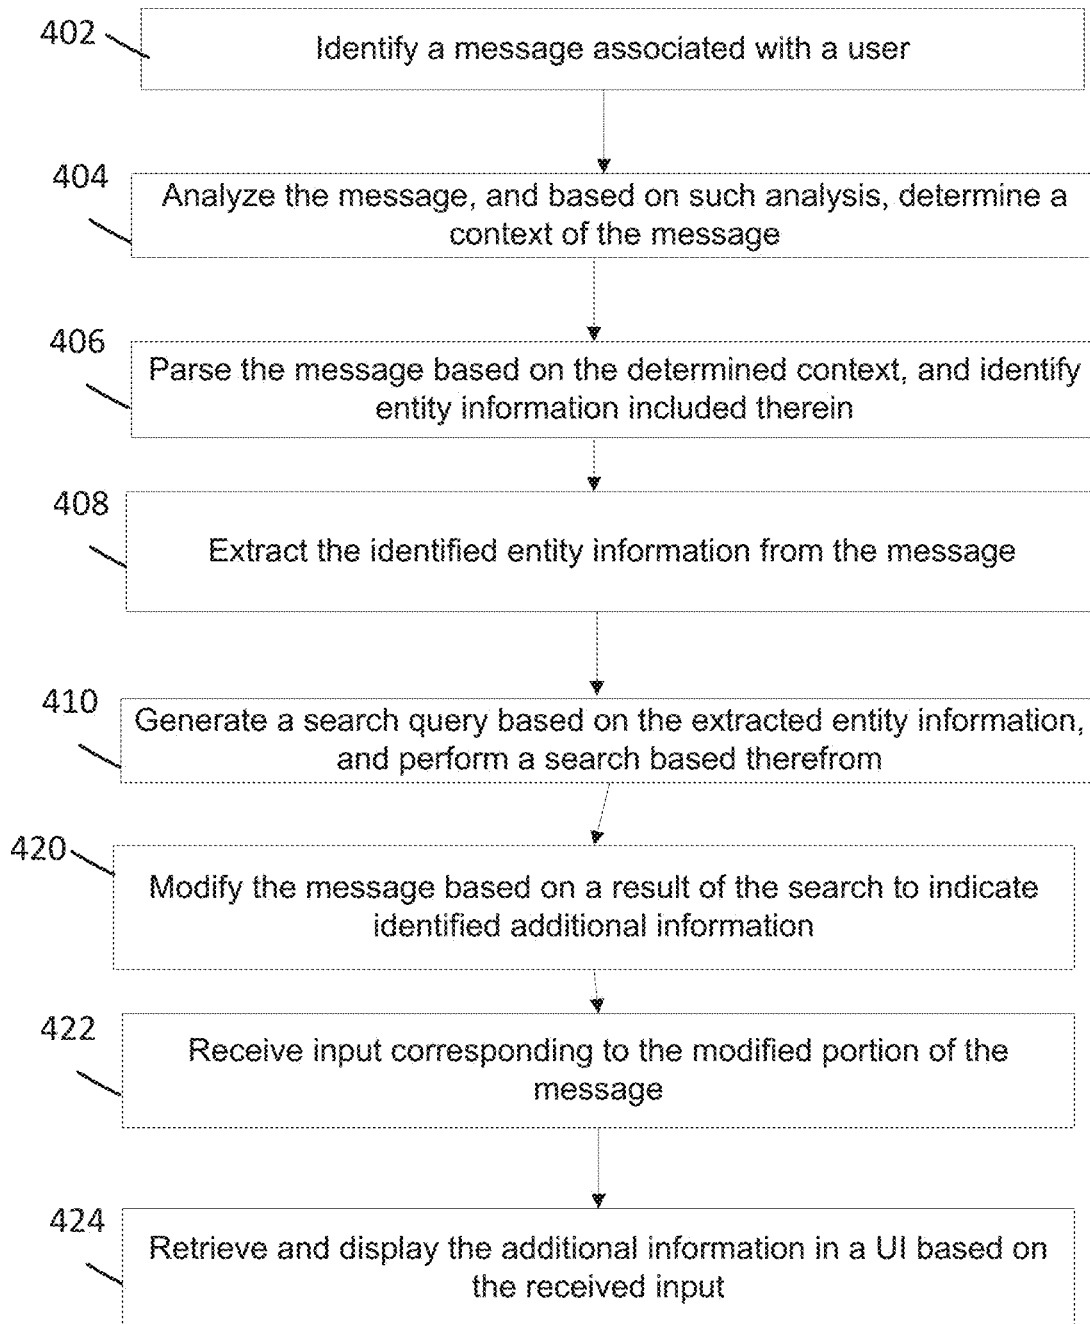 402
Identify a message associated with a user
404
Analyze the message, and based on such analysis, determine a
context of the message
406
Parse the message based on the determined context, and identify
entity information included therein
408
Extract the identified entity information from the message
410
Generate a search query based on the extracted entity information,
and perform a search based therefrom
420
Modify the message based on a result of the search to indicate
identified additional information
422
Receive input corresponding to the modified portion of the
message
424
Retrieve and display the additional information in a UI based on
the received input